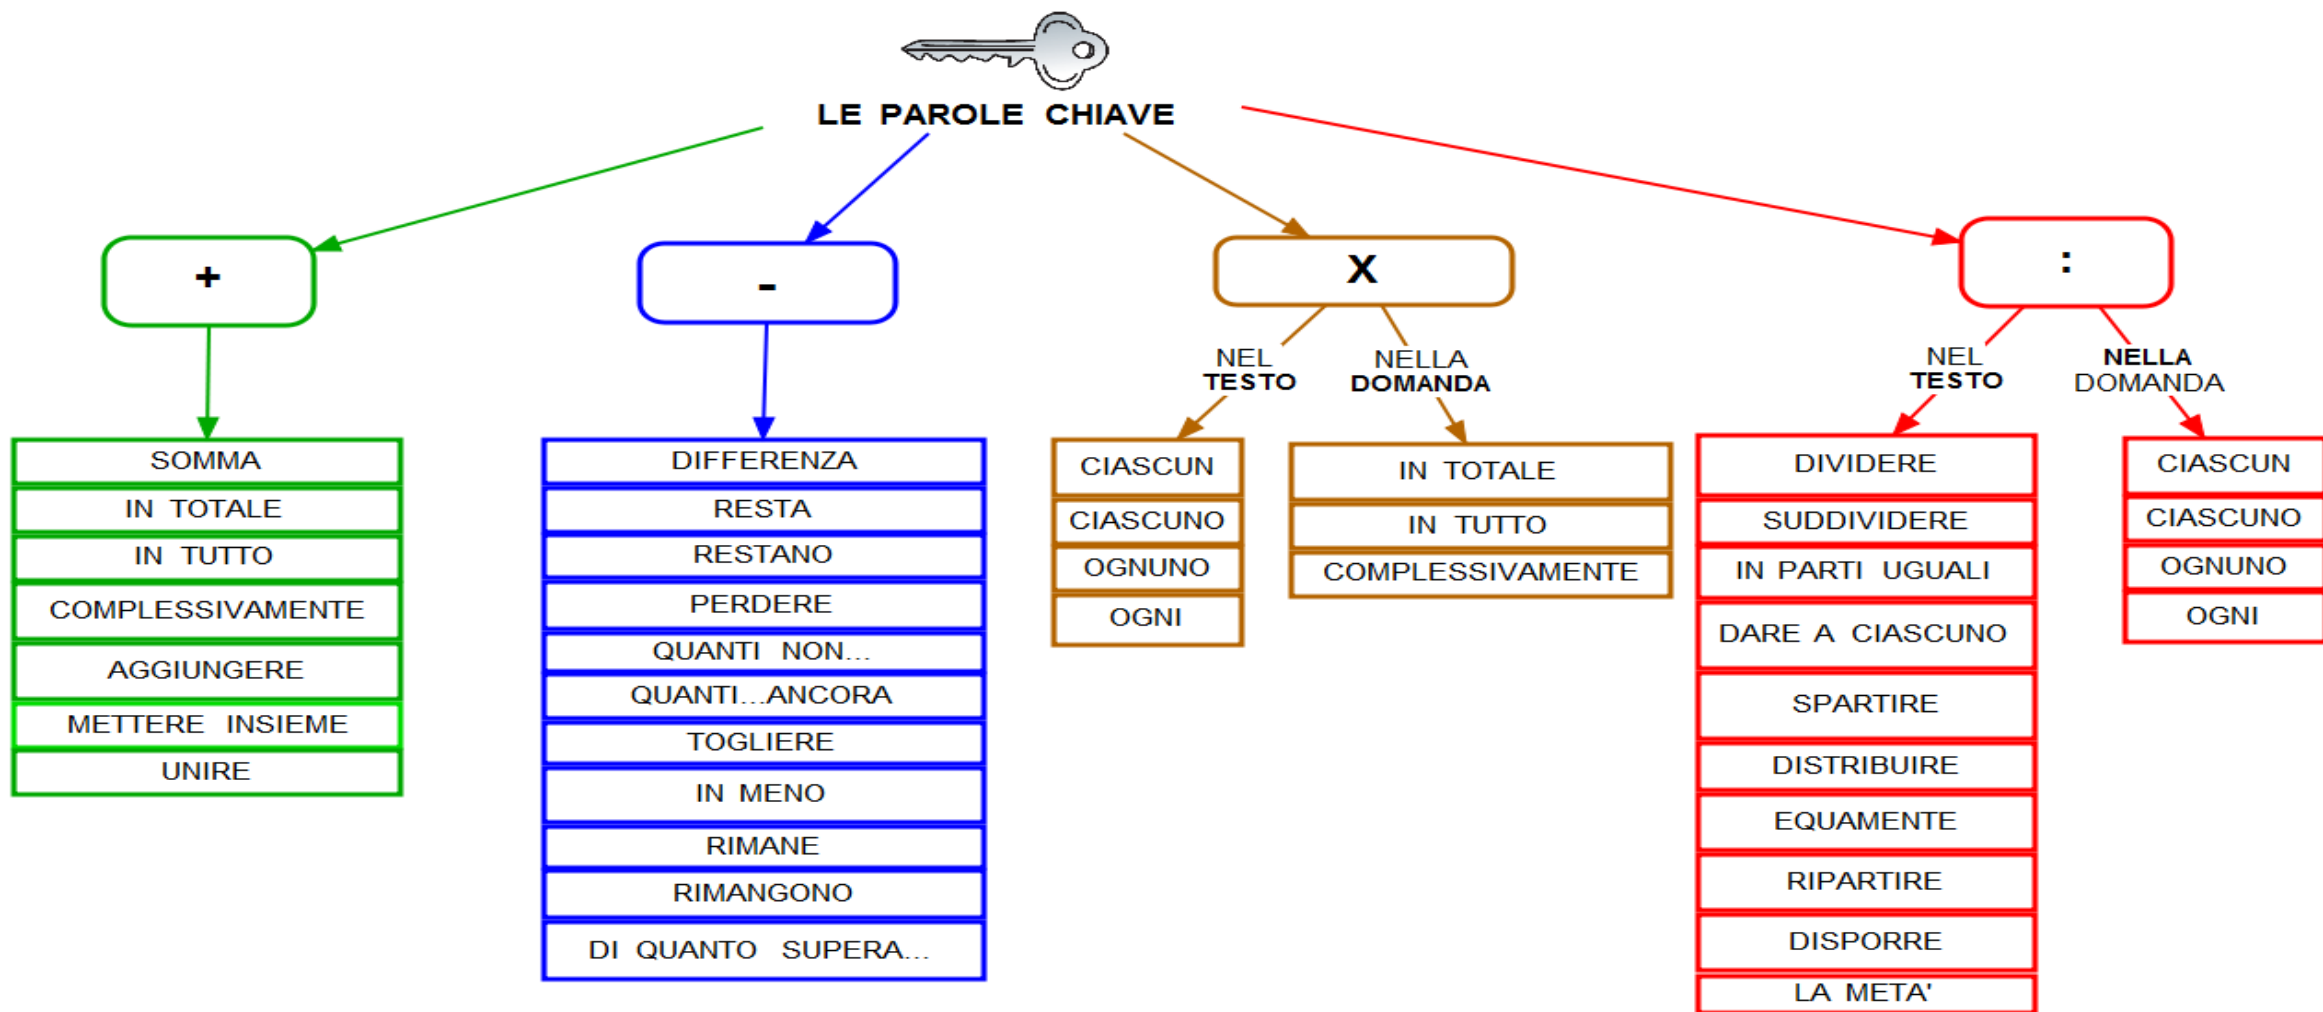 LE PAROLE CHIAVE
+
-
X
:
NEL
TESTO
NELLA
DOMANDA
NEL
TESTO
NELLA
DOMANDA
SOMMA
IN TOTALE
IN TUTTO
COMPLESSIVAMENTE
AGGIUNGERE
METTERE INSIEME
UNIRE
DIFFERENZA
RESTA
RESTANO
PERDERE
QUANTI NON...
QUANTI...ANCORA
TOGLIERE
IN MENO
RIMANE
RIMANGONO
DI QUANTO SUPERA...
CIASCUN
CIASCUNO
OGNUNO
OGNI
IN TOTALE
IN TUTTO
COMPLESSIVAMENTE
DIVIDERE
SUDDIVIDERE
IN PARTI UGUALI
DARE A CIASCUNO
SPARTIRE
DISTRIBUIRE
EQUAMENTE
RIPARTIRE
DISPORRE
LA META'
CIASCUN
CIASCUNO
OGNUNO
OGNI